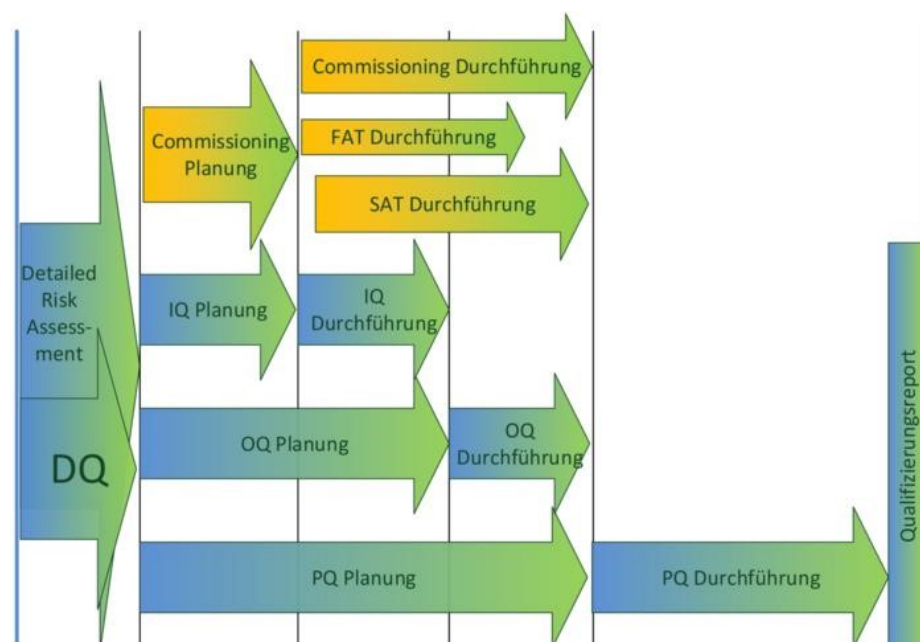 Commissioning Durchführung
FAT Durchführung
Commissioning
Planung
SAT Durchführung
Detailed
Risk
Assess-
ment
IQ Planung
IQ
Durchführung
DQ
OQ Planung
OQ
Durchführung
PQ Planung
PQ Durchführung
Qualifizierungsreport